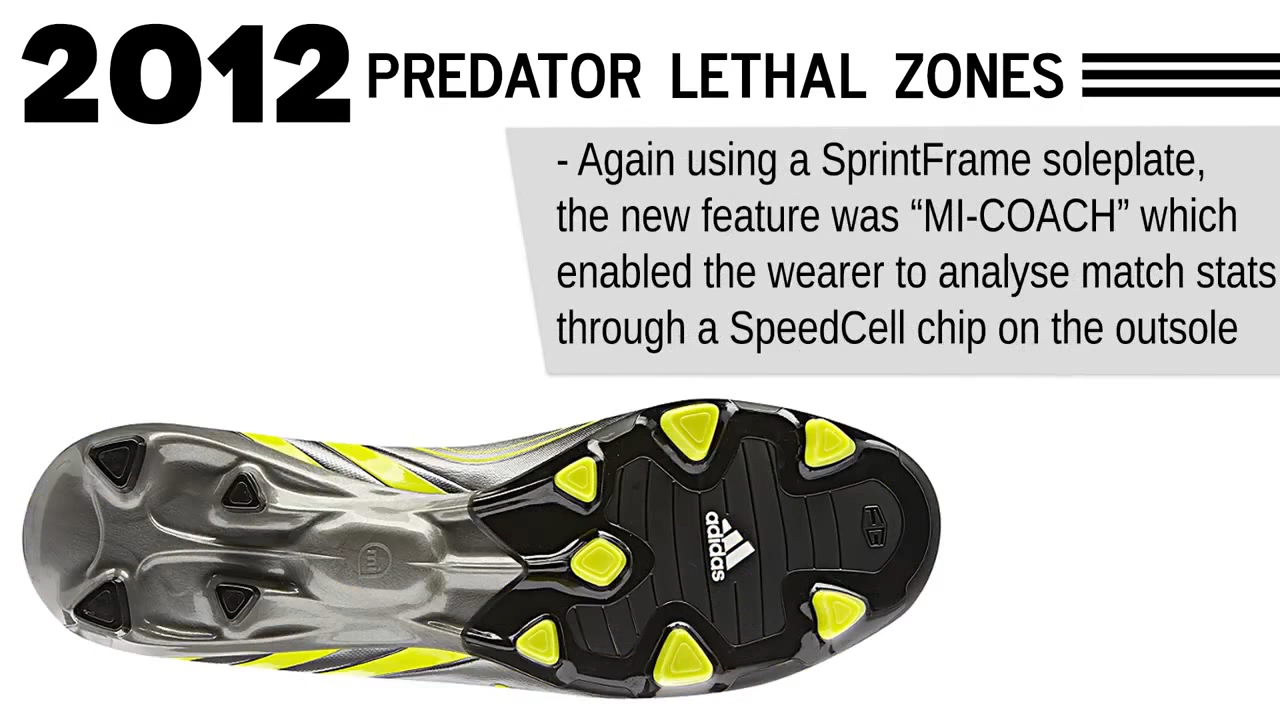 2012 PREDATOR LETHAL ZONES
- Again using a SprintFrame soleplate,
the new feature was “MI-COACH” which
enabled the wearer to analyse match stats
through a SpeedCell chip on the outsole
adidas
mi